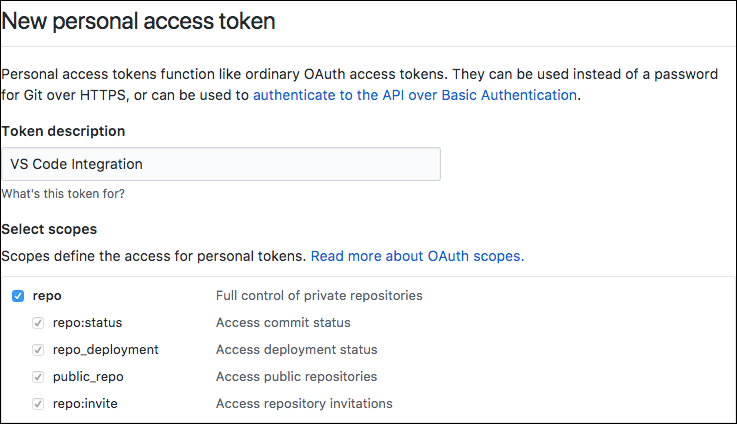 New personal access token
Personal access tokens function like ordinary OAuth access tokens. They can be used instead of a password
for Git over HTTPS, or can be used to authenticate to the API over Basic Authentication.
Token description
VS Code Integration
What's this token for?
Select scopes
Scopes define the access for personal tokens. Read more about OAuth scopes.
repo Full control of private repositories
repo:status Access commit status
repo_deployment Access deployment status
public_repo Access public repositories
repo:invite Access repository invitations